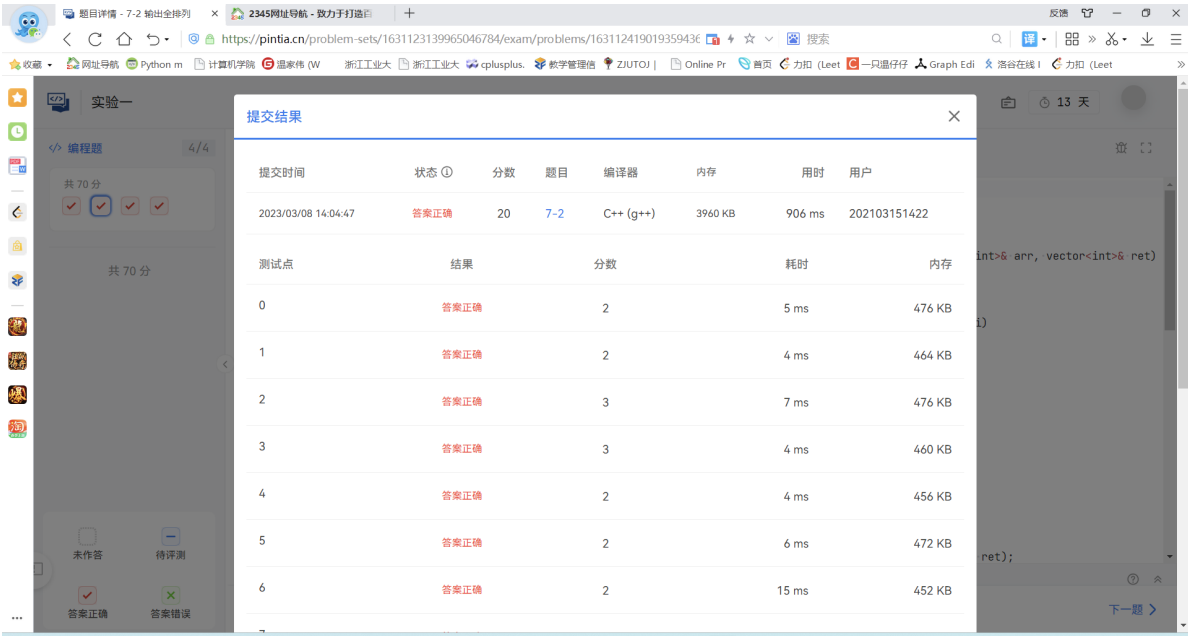 题目详情 - 7-2 输出全排列
2345网址导航 - 致力于打造百
反馈
https://pintia.cn/problem-sets/1631123139965046784/exam/problems/163112419019359436
搜索
译
收藏
网址导航
Python m
计算机学院
温家伟 (W
浙江工业大
浙江工业大
cplusplus.
教学管理信
ZJUTOJ |
Online Pr
首页
力扣 (Leet
一只温仔仔
Graph Edi
洛谷在线 I
力扣 (Leet
实验一
13 天
编程题
4/4
共 70 分
共 70 分
提交结果
提交时间 状态 分数 题目 编译器 内存 用时 用户
2023/03/08 14:04:47 答案正确 20 7-2 C++ (g++) 3960 KB 906 ms 202103151422
测试点 结果 分数 耗时 内存
0 答案正确 2 5 ms 476 KB
1 答案正确 2 4 ms 464 KB
2 答案正确 3 7 ms 476 KB
3 答案正确 3 4 ms 460 KB
4 答案正确 2 4 ms 456 KB
5 答案正确 2 6 ms 472 KB
6 答案正确 2 15 ms 452 KB
int>& arr, vector<int>& ret)
i)
ret);
未作答
待评测
答案正确
答案错误
下一题